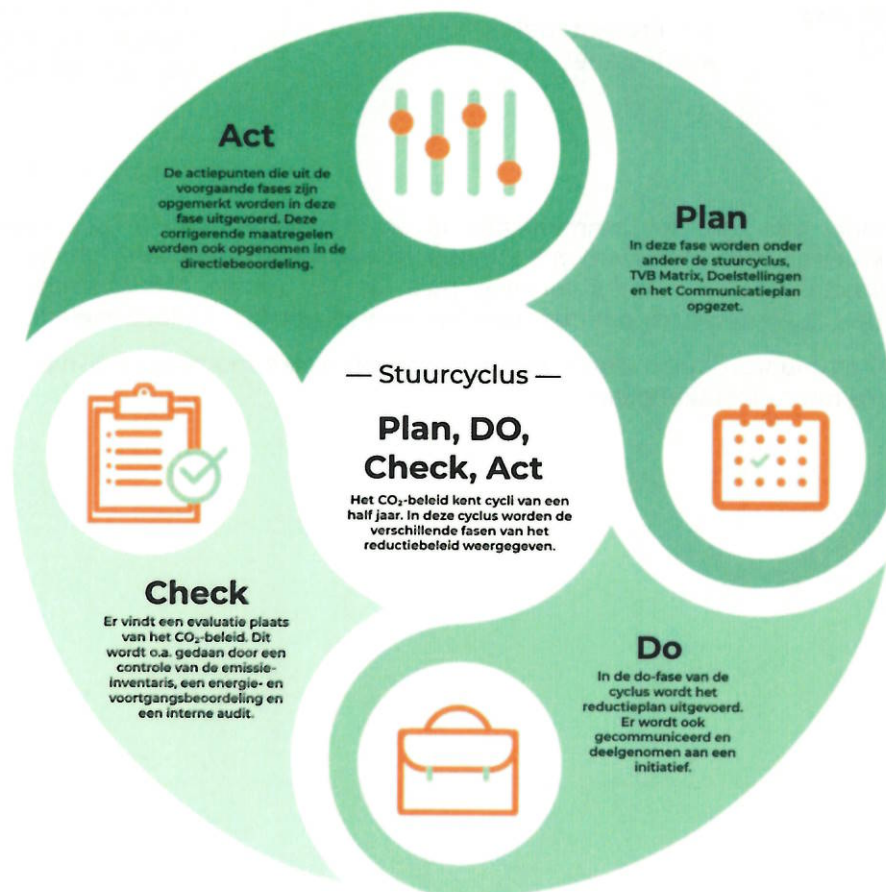 Act
De actiepunten die uit de
voorgaande fases zijn
opgemerkt worden in deze
fase uitgevoerd. Deze
corrigerende maatregelen
worden ook opgenomen in de
directiebeoordeling.
Plan
In deze fase worden onder
andere de stuurcyclus,
TVB Matrix, Doelstellingen
en het Communicatieplan
opgezet.
— Stuurcyclus —
Plan, DO,
Check, Act
Het CO₂-beleid kent cycli van een
half jaar. In deze cyclus worden de
verschillende fasen van het
reductiebeleid weergegeven.
Check
Er vindt een evaluatie plaats
van het CO₂-beleid. Dit
wordt o.a. gedaan door een
controle van de emissie-
inventaris, een energie- en
voortgangsbeoordeling en
een interne audit.
Do
In de do-fase van de
cyclus wordt het
reductieplan uitgevoerd.
Er wordt ook
gecommuniceerd en
deelgenomen aan een
initiatief.